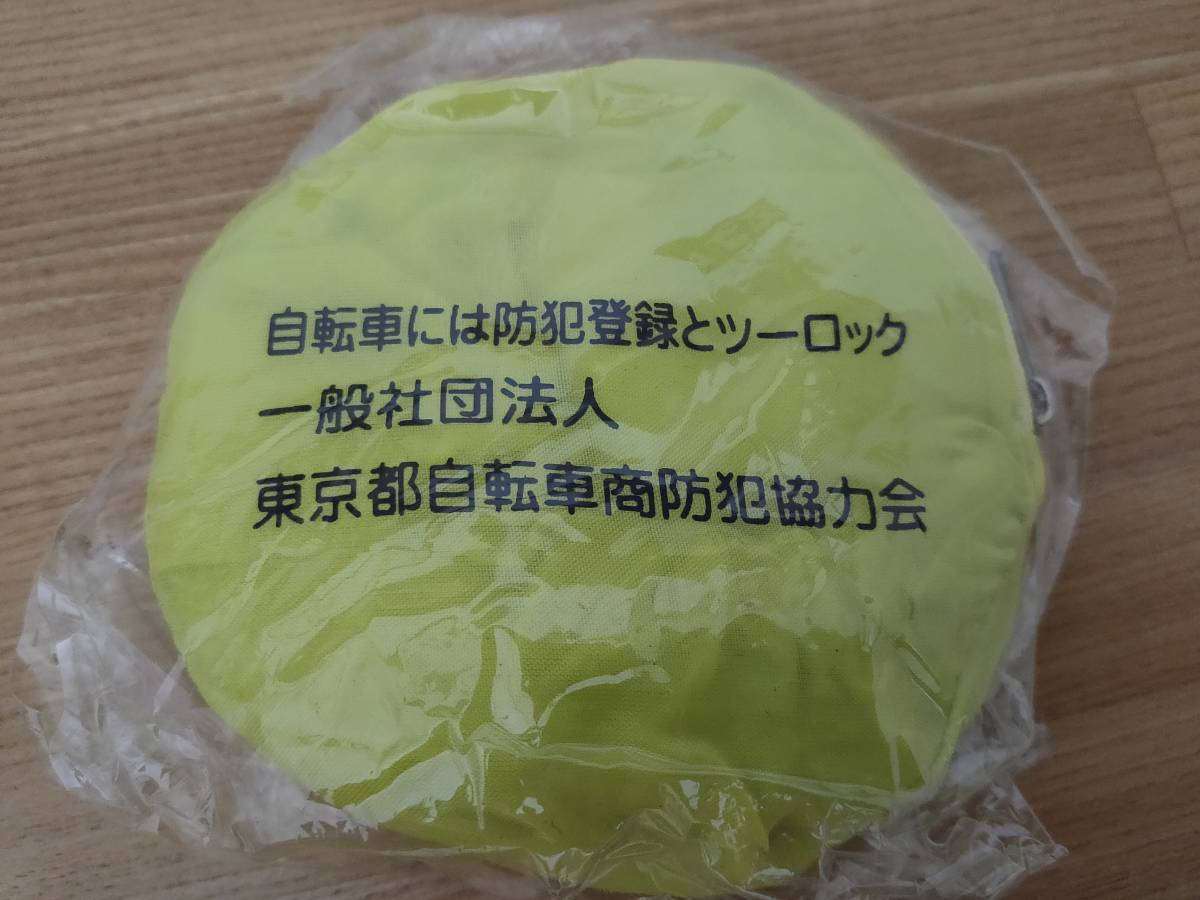 自転車には防犯登録とツーロック
一般社団法人
東京都自転車商防犯協力会